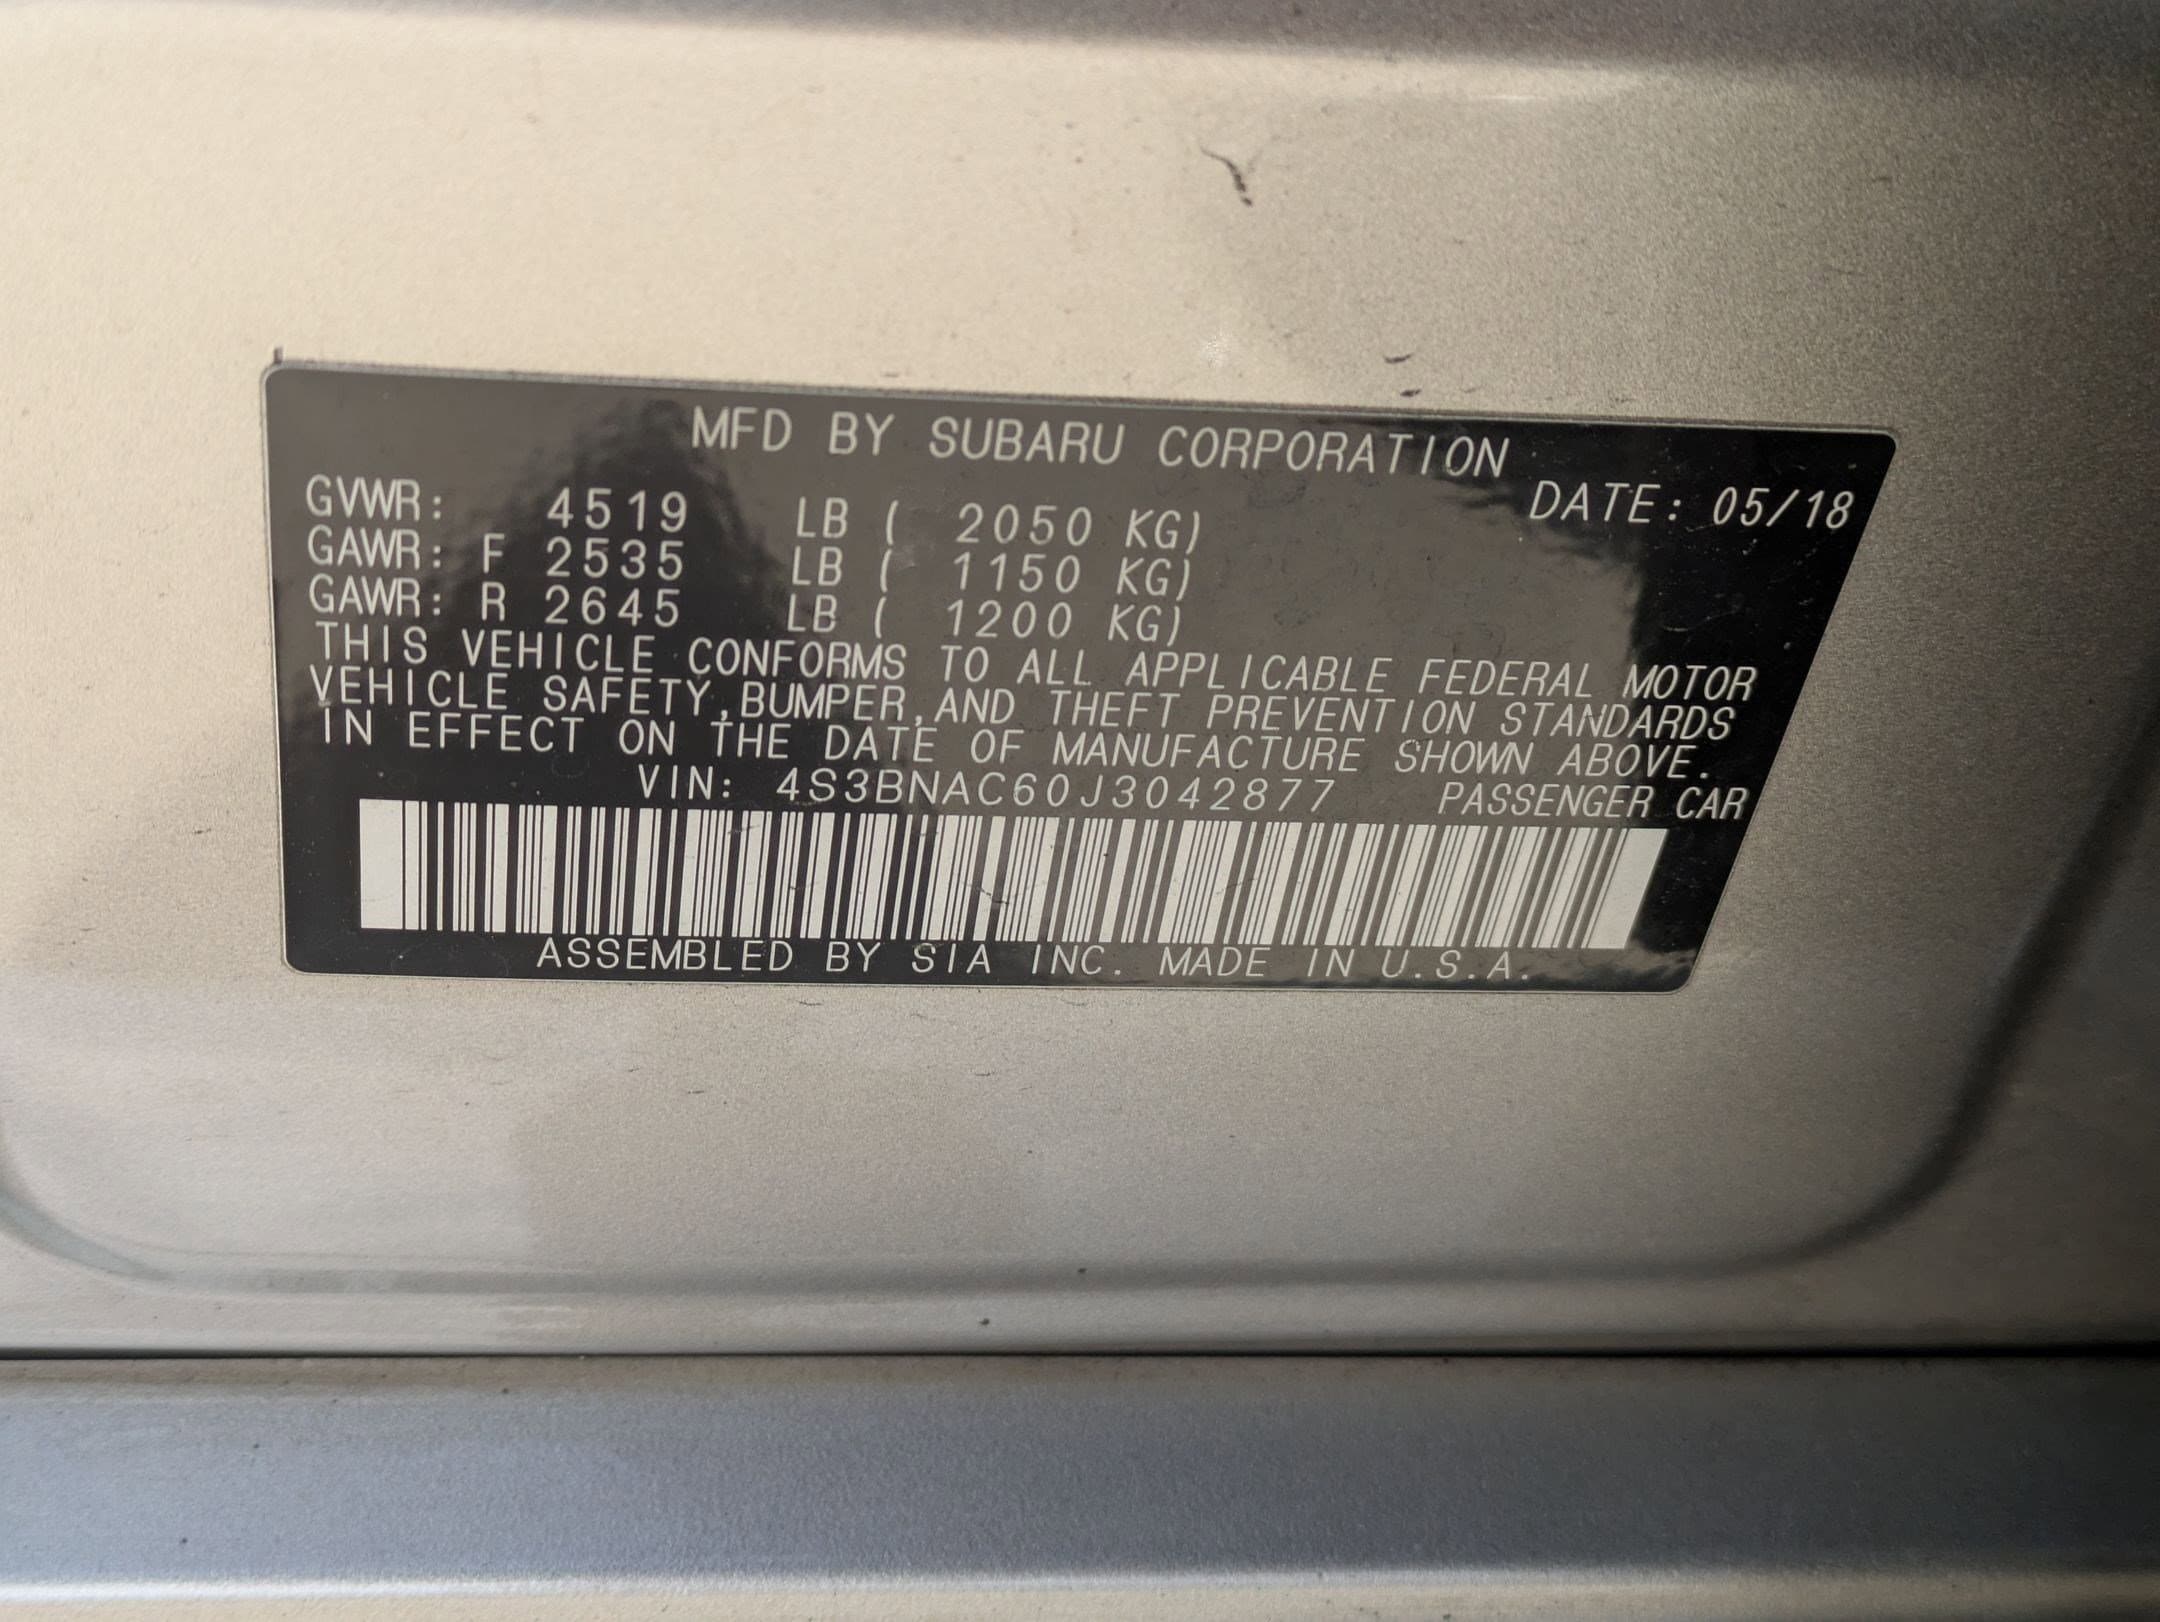 MFD BY SUBARU CORPORATION
DATE: 05/18
GVWR: 4519 LB ( 2050 KG)
GAWR: F 2535 LB ( 1150 KG)
GAWR: R 2645 LB ( 1200 KG)
THIS VEHICLE CONFORMS TO ALL APPLICABLE FEDERAL MOTOR
VEHICLE SAFETY,BUMPER,AND THEFT PREVENTION STANDARDS
IN EFFECT ON THE DATE OF MANUFACTURE SHOWN ABOVE.
VIN: 4S3BNAC60J3042877 PASSENGER CAR
ASSEMBLED BY SIA INC. MADE IN U.S.A.